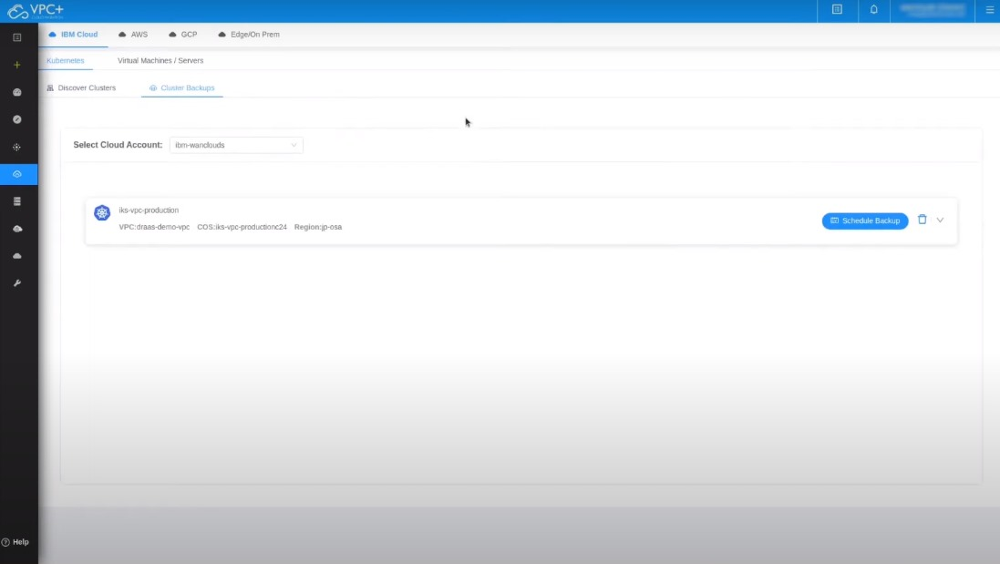 VPC+
IBM Cloud AWS GCP Edge/On Prem
Kubernetes Virtual Machines / Servers
Discover Clusters Cluster Backups
Select Cloud Account: ibm-wanclouds
iks-vpc-production
VPC:draas-demo-vpc COS:iks-vpc-productionc24 Region:jp-osa
Schedule Backup
Help